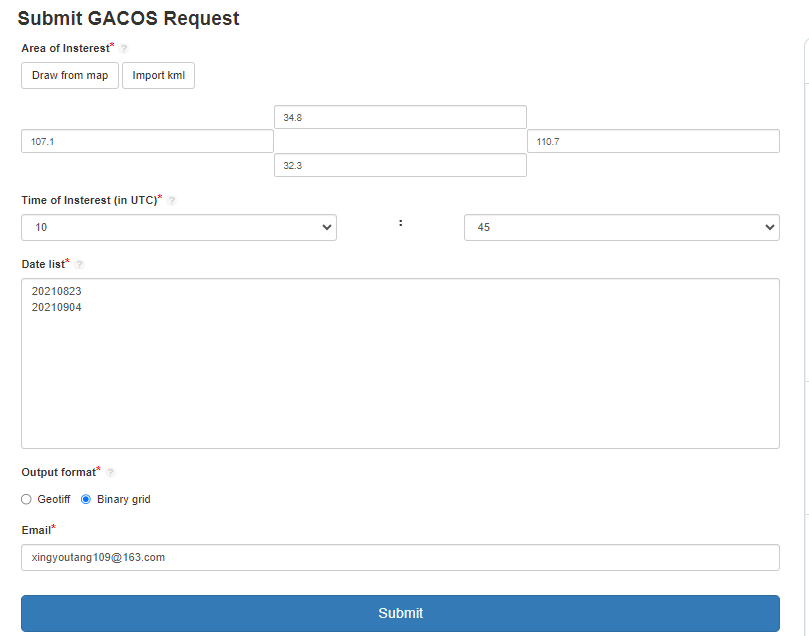 Submit GACOS Request
Area of Insterest* ?
Draw from map Import kml
34.8
107.1 110.7
32.3
Time of Insterest (in UTC)* ?
10 : 45
Date list* ?
20210823
20210904
Output format* ?
Geotiff Binary grid
Email*
xingyoutang109@163.com
Submit